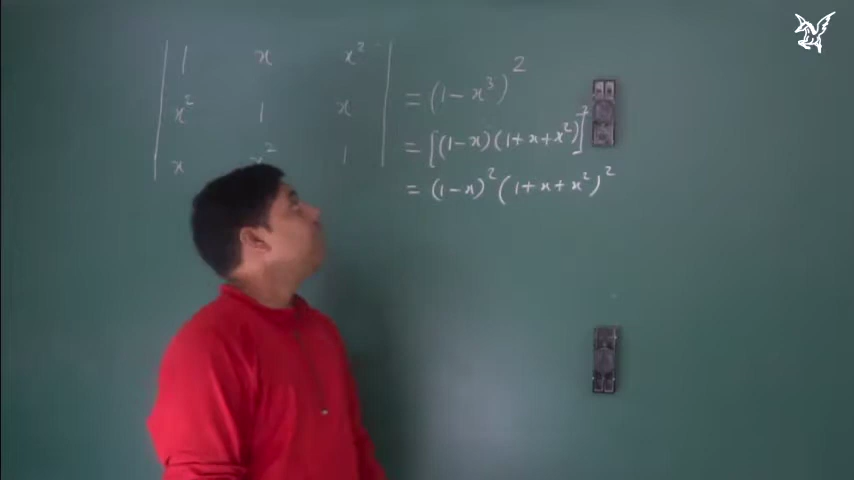 | 1 x x² | = (1-x³)²
| x² 1 x | = [(1-x)(1+x+x²)]²
| x x² 1 | = (1-x)²(1+x+x²)²